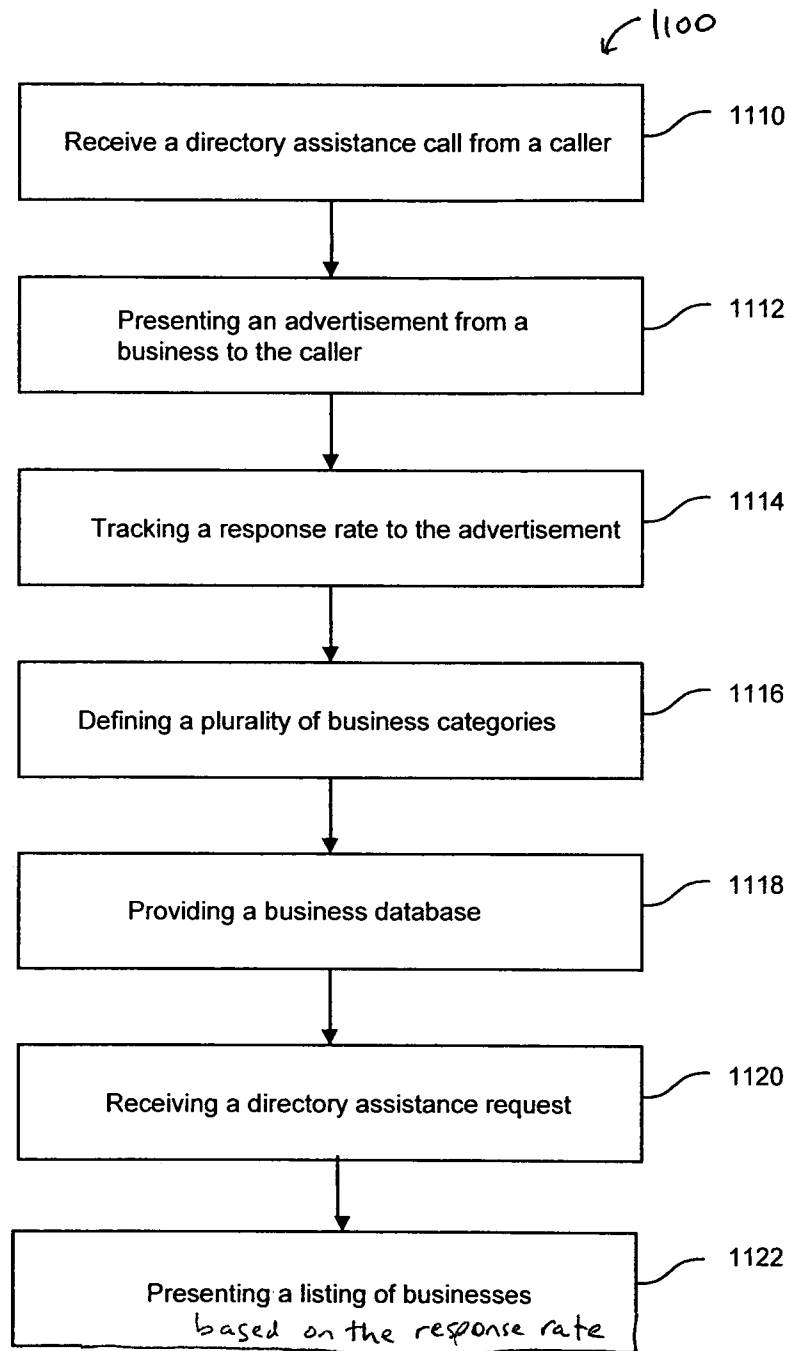 1100
Receive a directory assistance call from a caller
1110
Presenting an advertisement from a
business to the caller
1112
Tracking a response rate to the advertisement
1114
Defining a plurality of business categories
1116
Providing a business database
1118
Receiving a directory assistance request
1120
Presenting a listing of businesses
based on the response rate
1122